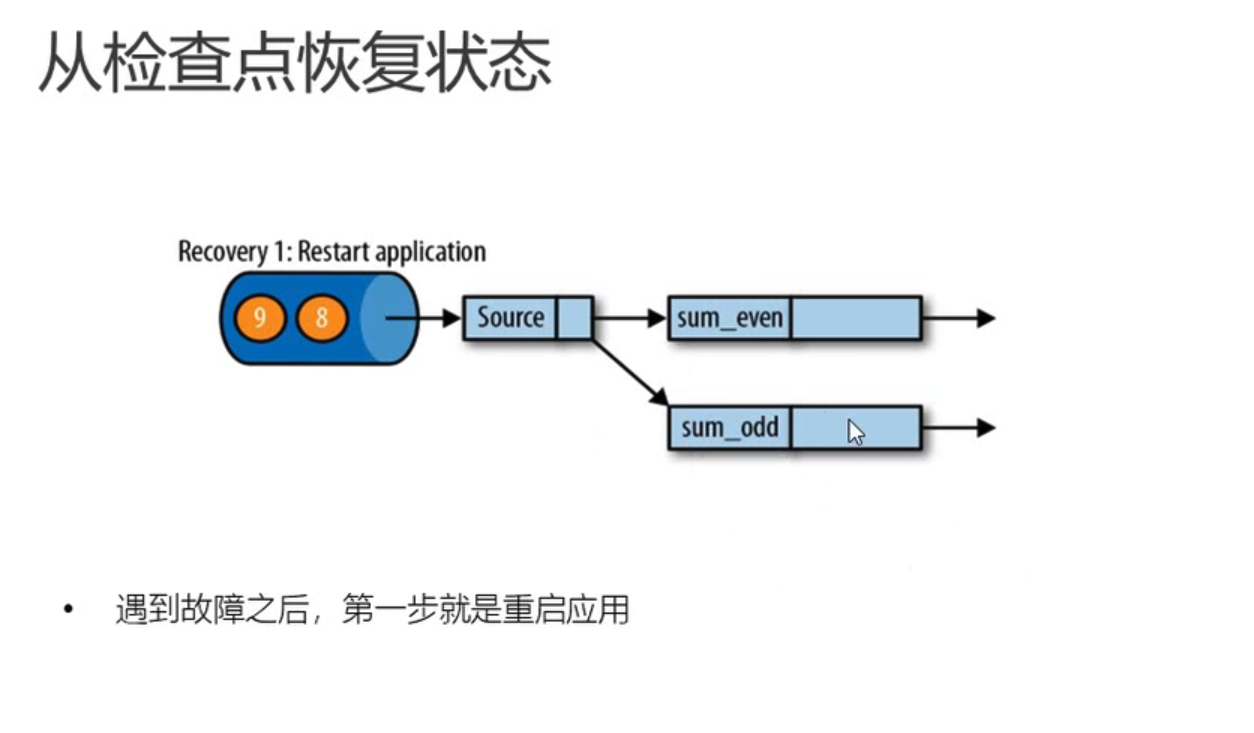 从检查点恢复状态
Recovery 1: Restart application
9 8 Source sum_even
sum_odd
• 遇到故障之后，第一步就是重启应用